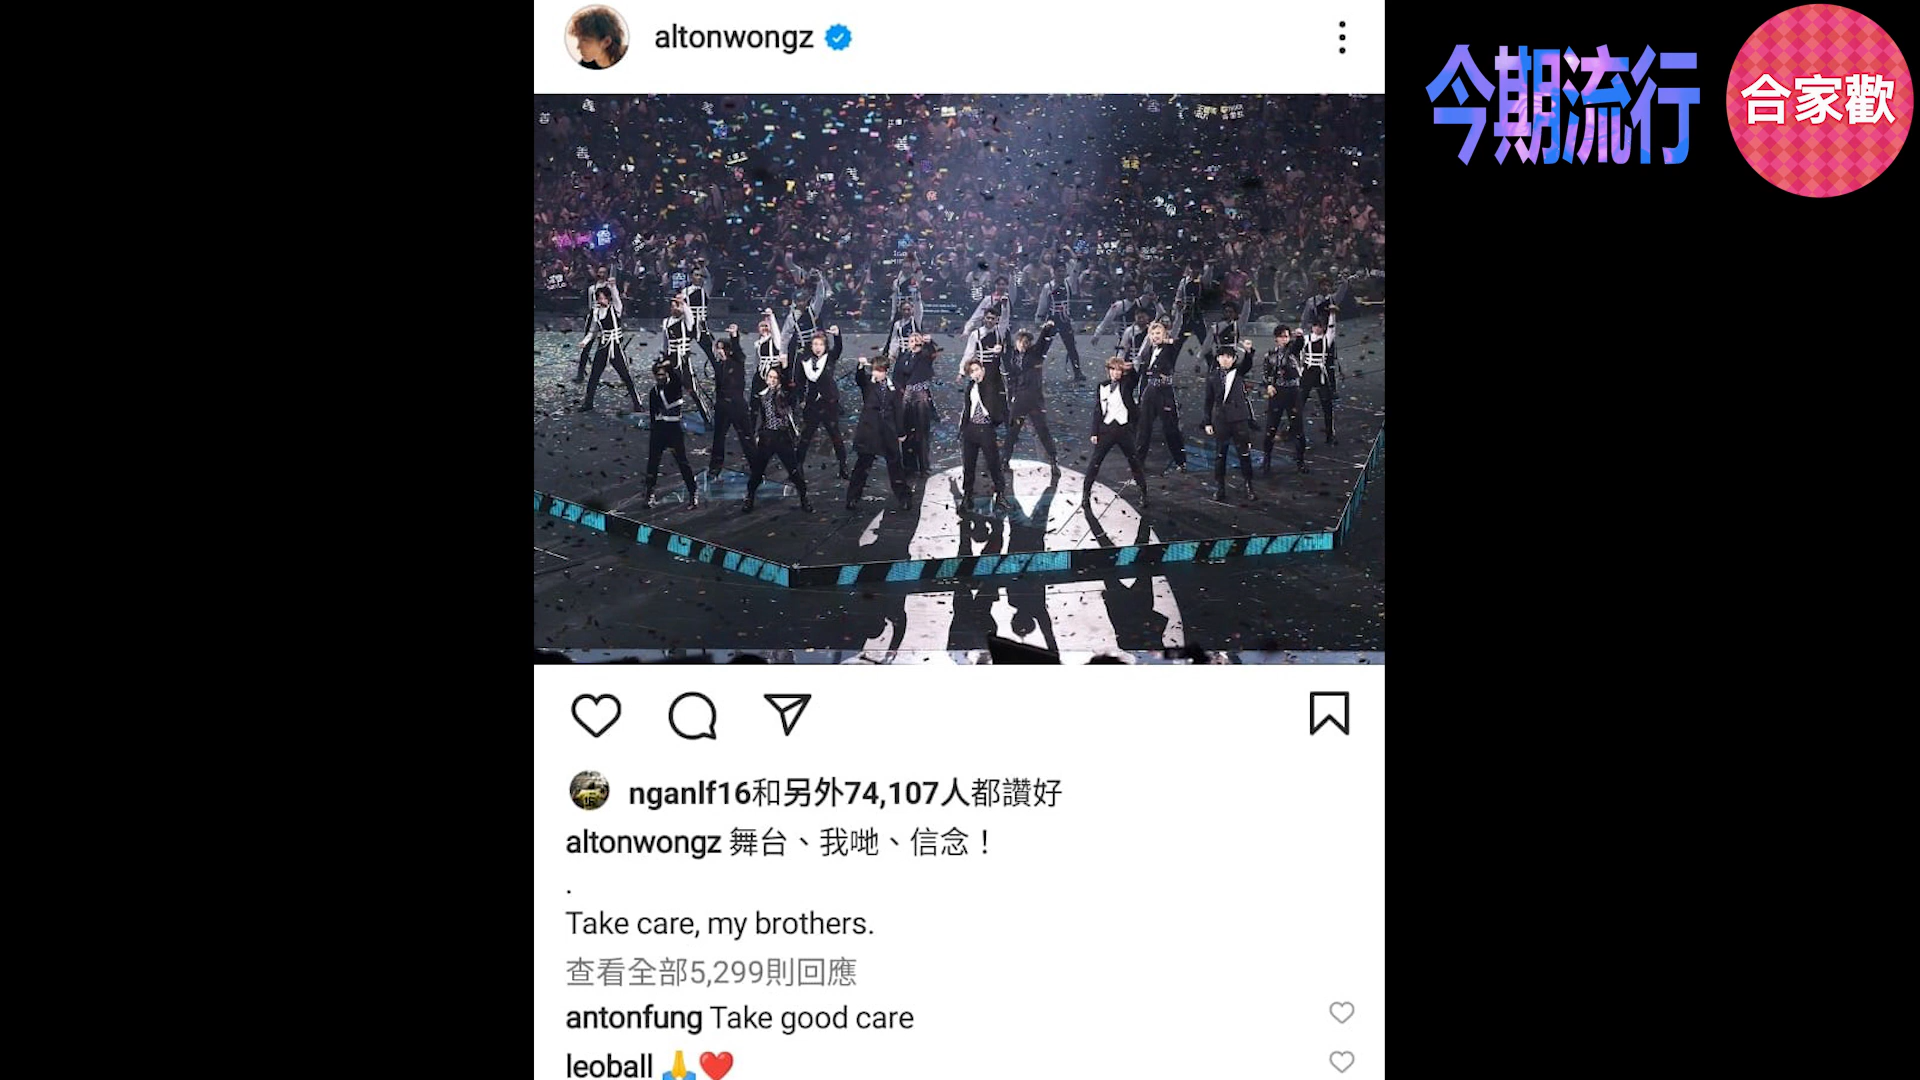 altonwongz
今期流行
合家歡
nganlf16和另外74,107人都讚好
altonwongz 舞台、我哋、信念！
.
Take care, my brothers.
查看全部5,299則回應
antonfung Take good care
leoball 🙏❤️